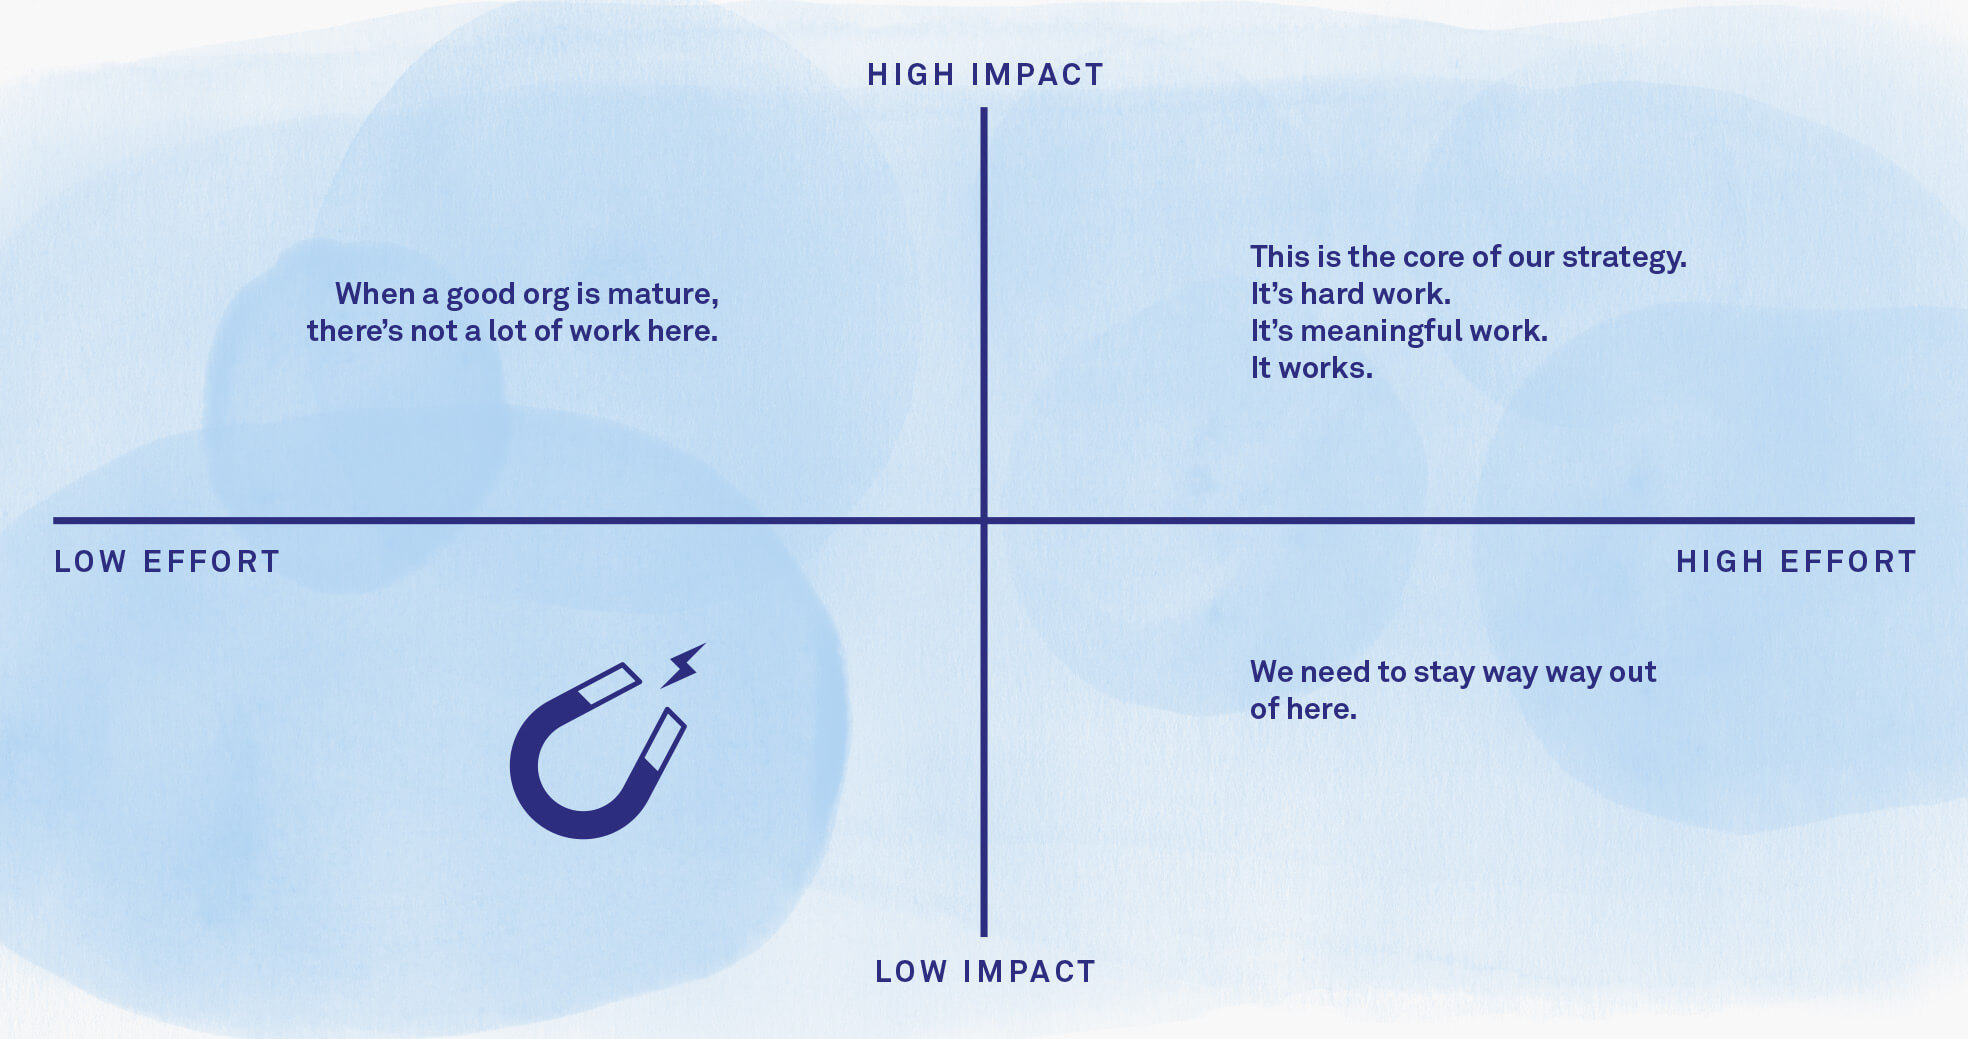 HIGH IMPACT
When a good org is mature,
there’s not a lot of work here.
This is the core of our strategy.
It’s hard work.
It’s meaningful work.
It works.
LOW EFFORT
HIGH EFFORT
We need to stay way way out
of here.
LOW IMPACT